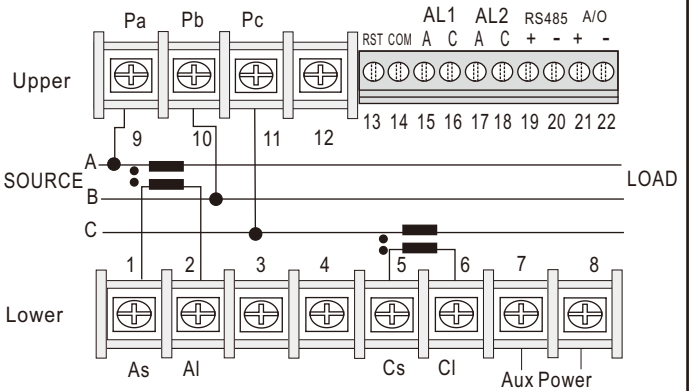 Pa Pb Pc AL1 AL2 RS485 A/O
RST COM A C A C + - + -
Upper
9 10 11 12 13 14 15 16 17 18 19 20 21 22
A
SOURCE
LOAD
B
C
1 2 3 4 5 6 7 8
Lower
As Al Cs Cl Aux Power